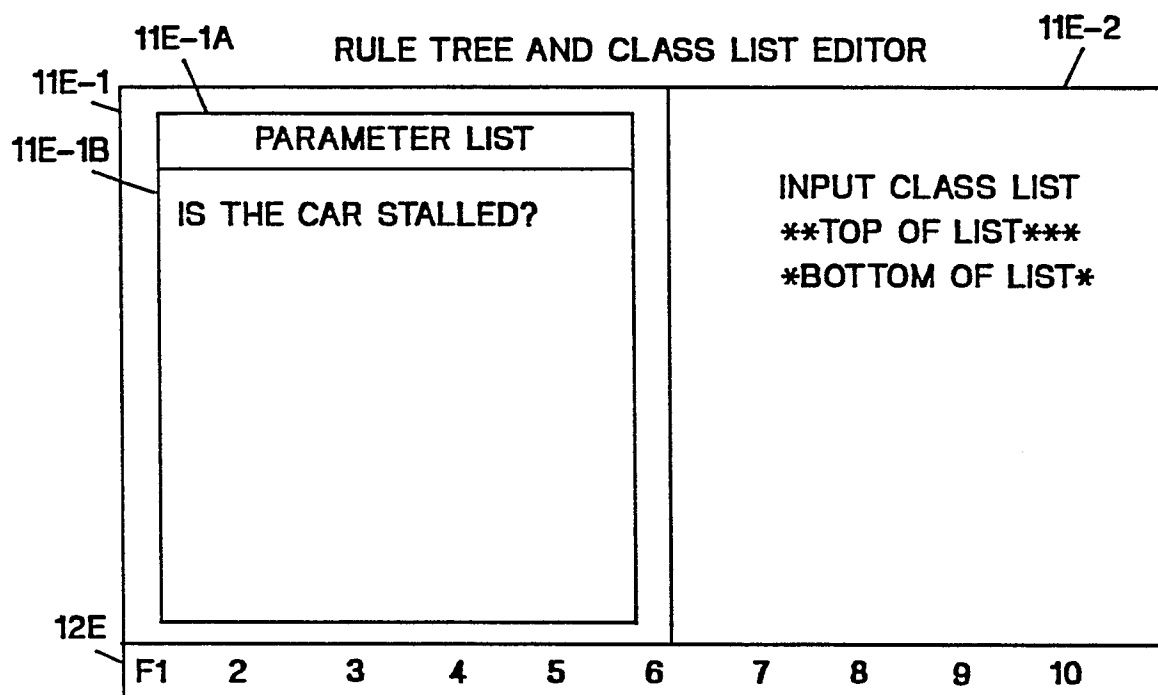 11E-1A
11E-2
RULE TREE AND CLASS LIST EDITOR
11E-1
PARAMETER LIST
11E-1B
IS THE CAR STALLED?
INPUT CLASS LIST
**TOP OF LIST***
*BOTTOM OF LIST*
12E
F1 2 3 4 5 6 7 8 9 10